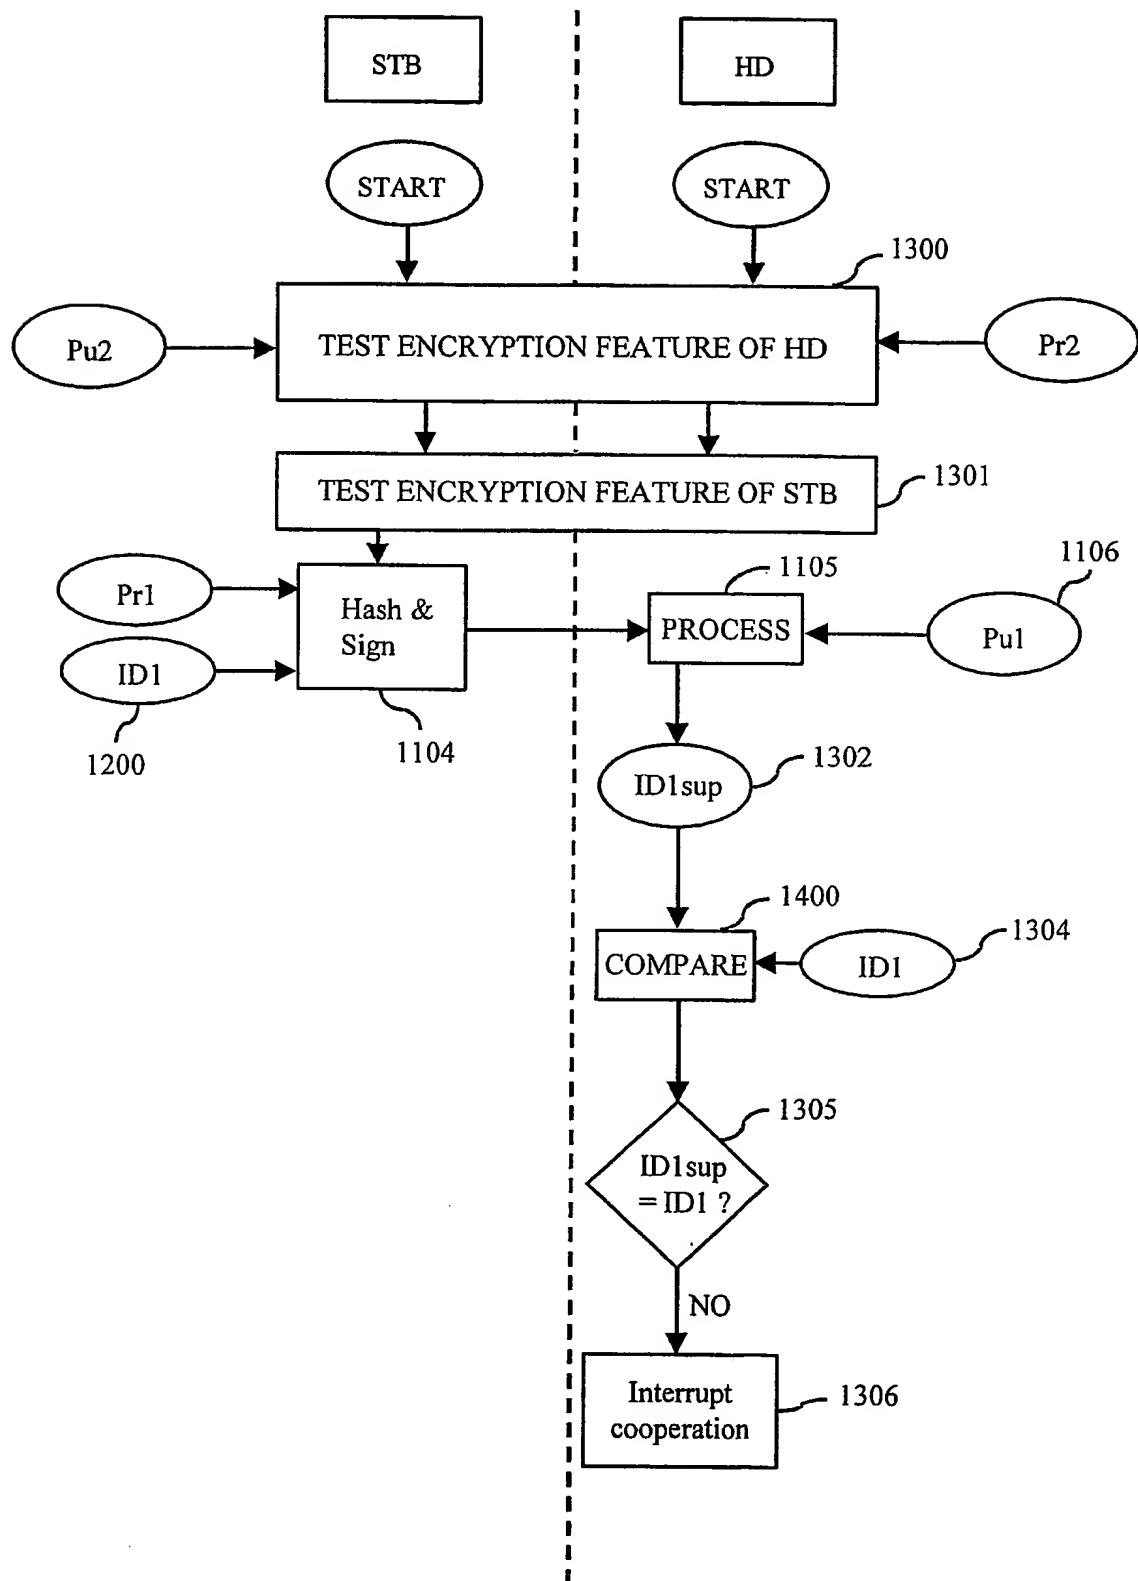 STB
HD
START
START
1300
Pu2
TEST ENCRYPTION FEATURE OF HD
Pr2
TEST ENCRYPTION FEATURE OF STB
1301
Pr1
Hash &
Sign
1105
PROCESS
1106
Pu1
ID1
1200
1104
ID1sup
1302
1400
COMPARE
ID1
1304
1305
ID1sup
= ID1 ?
NO
Interrupt
cooperation
1306